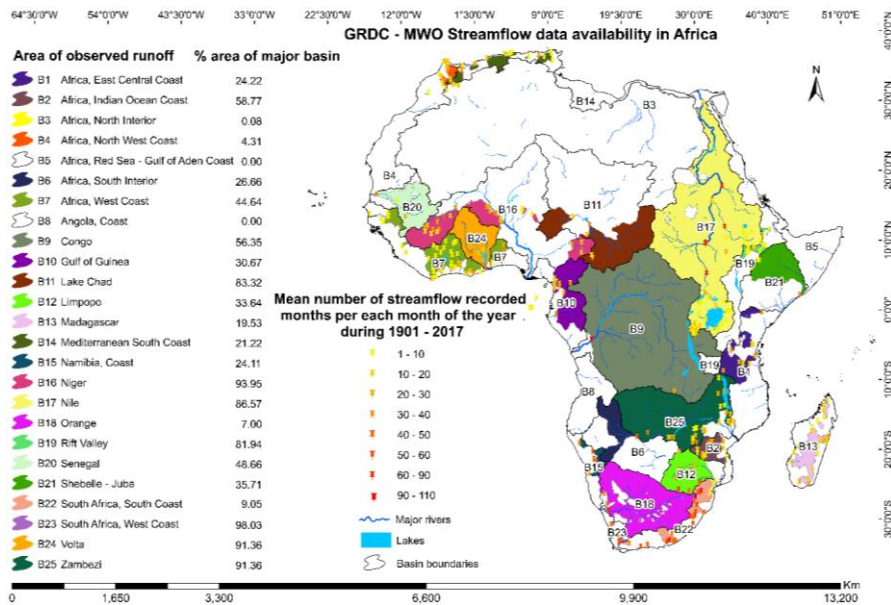 64°30'0"W 53°45'0"W 43°0'0"W 33°0'0"W 22°3'0"W 12°0'0"W 1°30'0"W 9°0'0"E 19°30'0"E 30°0'0"E 40°30'0"E 51°0'0"E
GRDC - MWO Streamflow data availability in Africa
Area of observed runoff % area of major basin
B1 Africa, East Central Coast 24.22
B2 Africa, Indian Ocean Coast 58.77
B3 Africa, North Interior 0.08
B4 Africa, North West Coast 4.31
B5 Africa, Red Sea - Gulf of Aden Coast 0.00
B6 Africa, South Interior 26.66
B7 Africa, West Coast 44.64
B8 Angola, Coast 0.00
B9 Congo 56.35
B10 Gulf of Guinea 30.67
B11 Lake Chad 83.32
B12 Limpopo 33.64
B13 Madagascar 19.53
B14 Mediterranean South Coast 21.22
B15 Namibia, Coast 24.11
B16 Niger 93.95
B17 Nile 86.57
B18 Orange 7.00
B19 Rift Valley 81.94
B20 Senegal 48.66
B21 Shebelle - Juba 35.71
B22 South Africa, South Coast 9.05
B23 South Africa, West Coast 98.03
B24 Volta 91.36
B25 Zambezi 91.36
Mean number of streamflow recorded
months per each month of the year
during 1901 - 2017
1 - 10
10 - 20
20 - 30
30 - 40
40 - 50
50 - 60
60 - 90
90 - 110
Major rivers
Lakes
Basin boundaries
N
B14
B3
B4
B20
B16
B11
B17
B5
B24
B7
B7
B19
B21
B10
B9
B19
B1
B8
B25
B6
B2
B13
B15
B12
B18
B22
B23
40°0'0"N
30°0'0"N
20°0'0"N
10°0'0"N
0°0'0"
10°0'0"S
20°0'0"S
30°0'0"S
Km
0 1,650 3,300 6,600 9,900 13,200